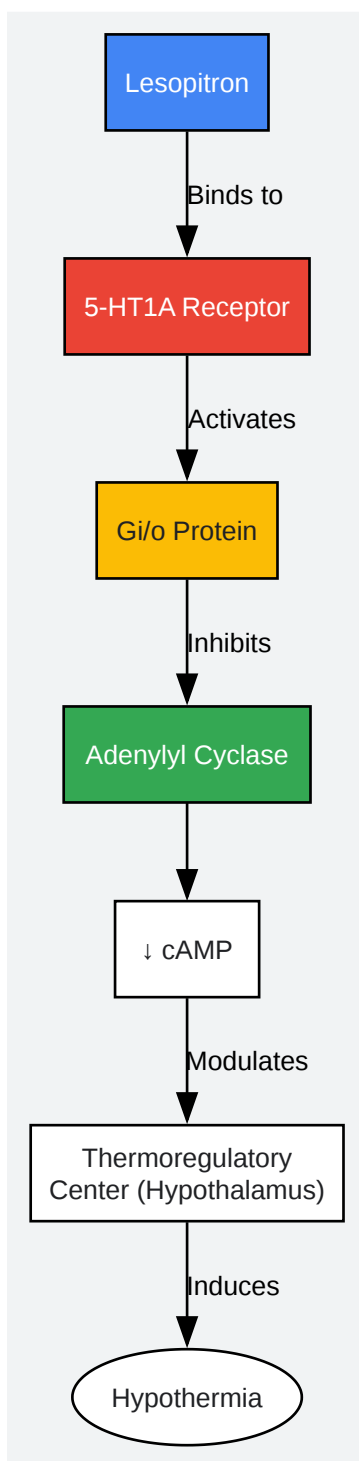 Lesopitron
Binds to
5-HT1A Receptor
Activates
Gi/o Protein
Inhibits
Adenylyl Cyclase
↓ cAMP
Modulates
Thermoregulatory
Center (Hypothalamus)
Induces
Hypothermia